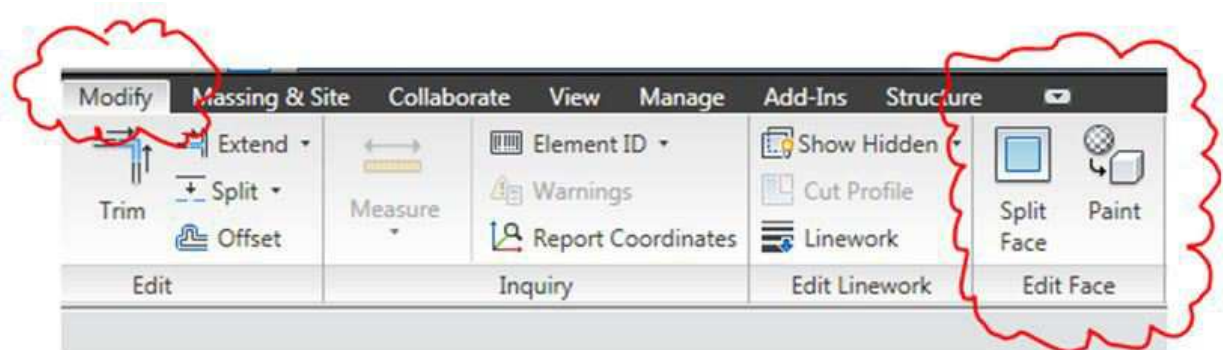 Modify Massing & Site Collaborate View Manage Add-Ins Structure
Trim
Extend
Split
Offset
Edit
Measure
Element ID
Warnings
Report Coordinates
Inquiry
Show Hidden
Cut Profile
Linework
Edit Linework
Split
Face
Paint
Edit Face